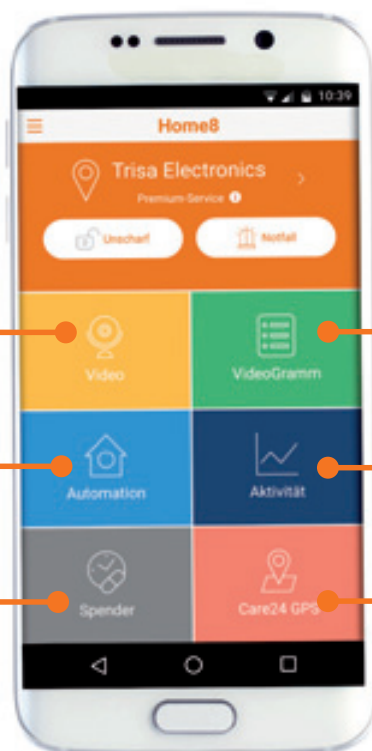 10:39
Home8
Trisa Electronics
Premium-Service
Unscharf
Notfall
Video
VideoGramm
Automation
Aktivität
Spender
Care24 GPS